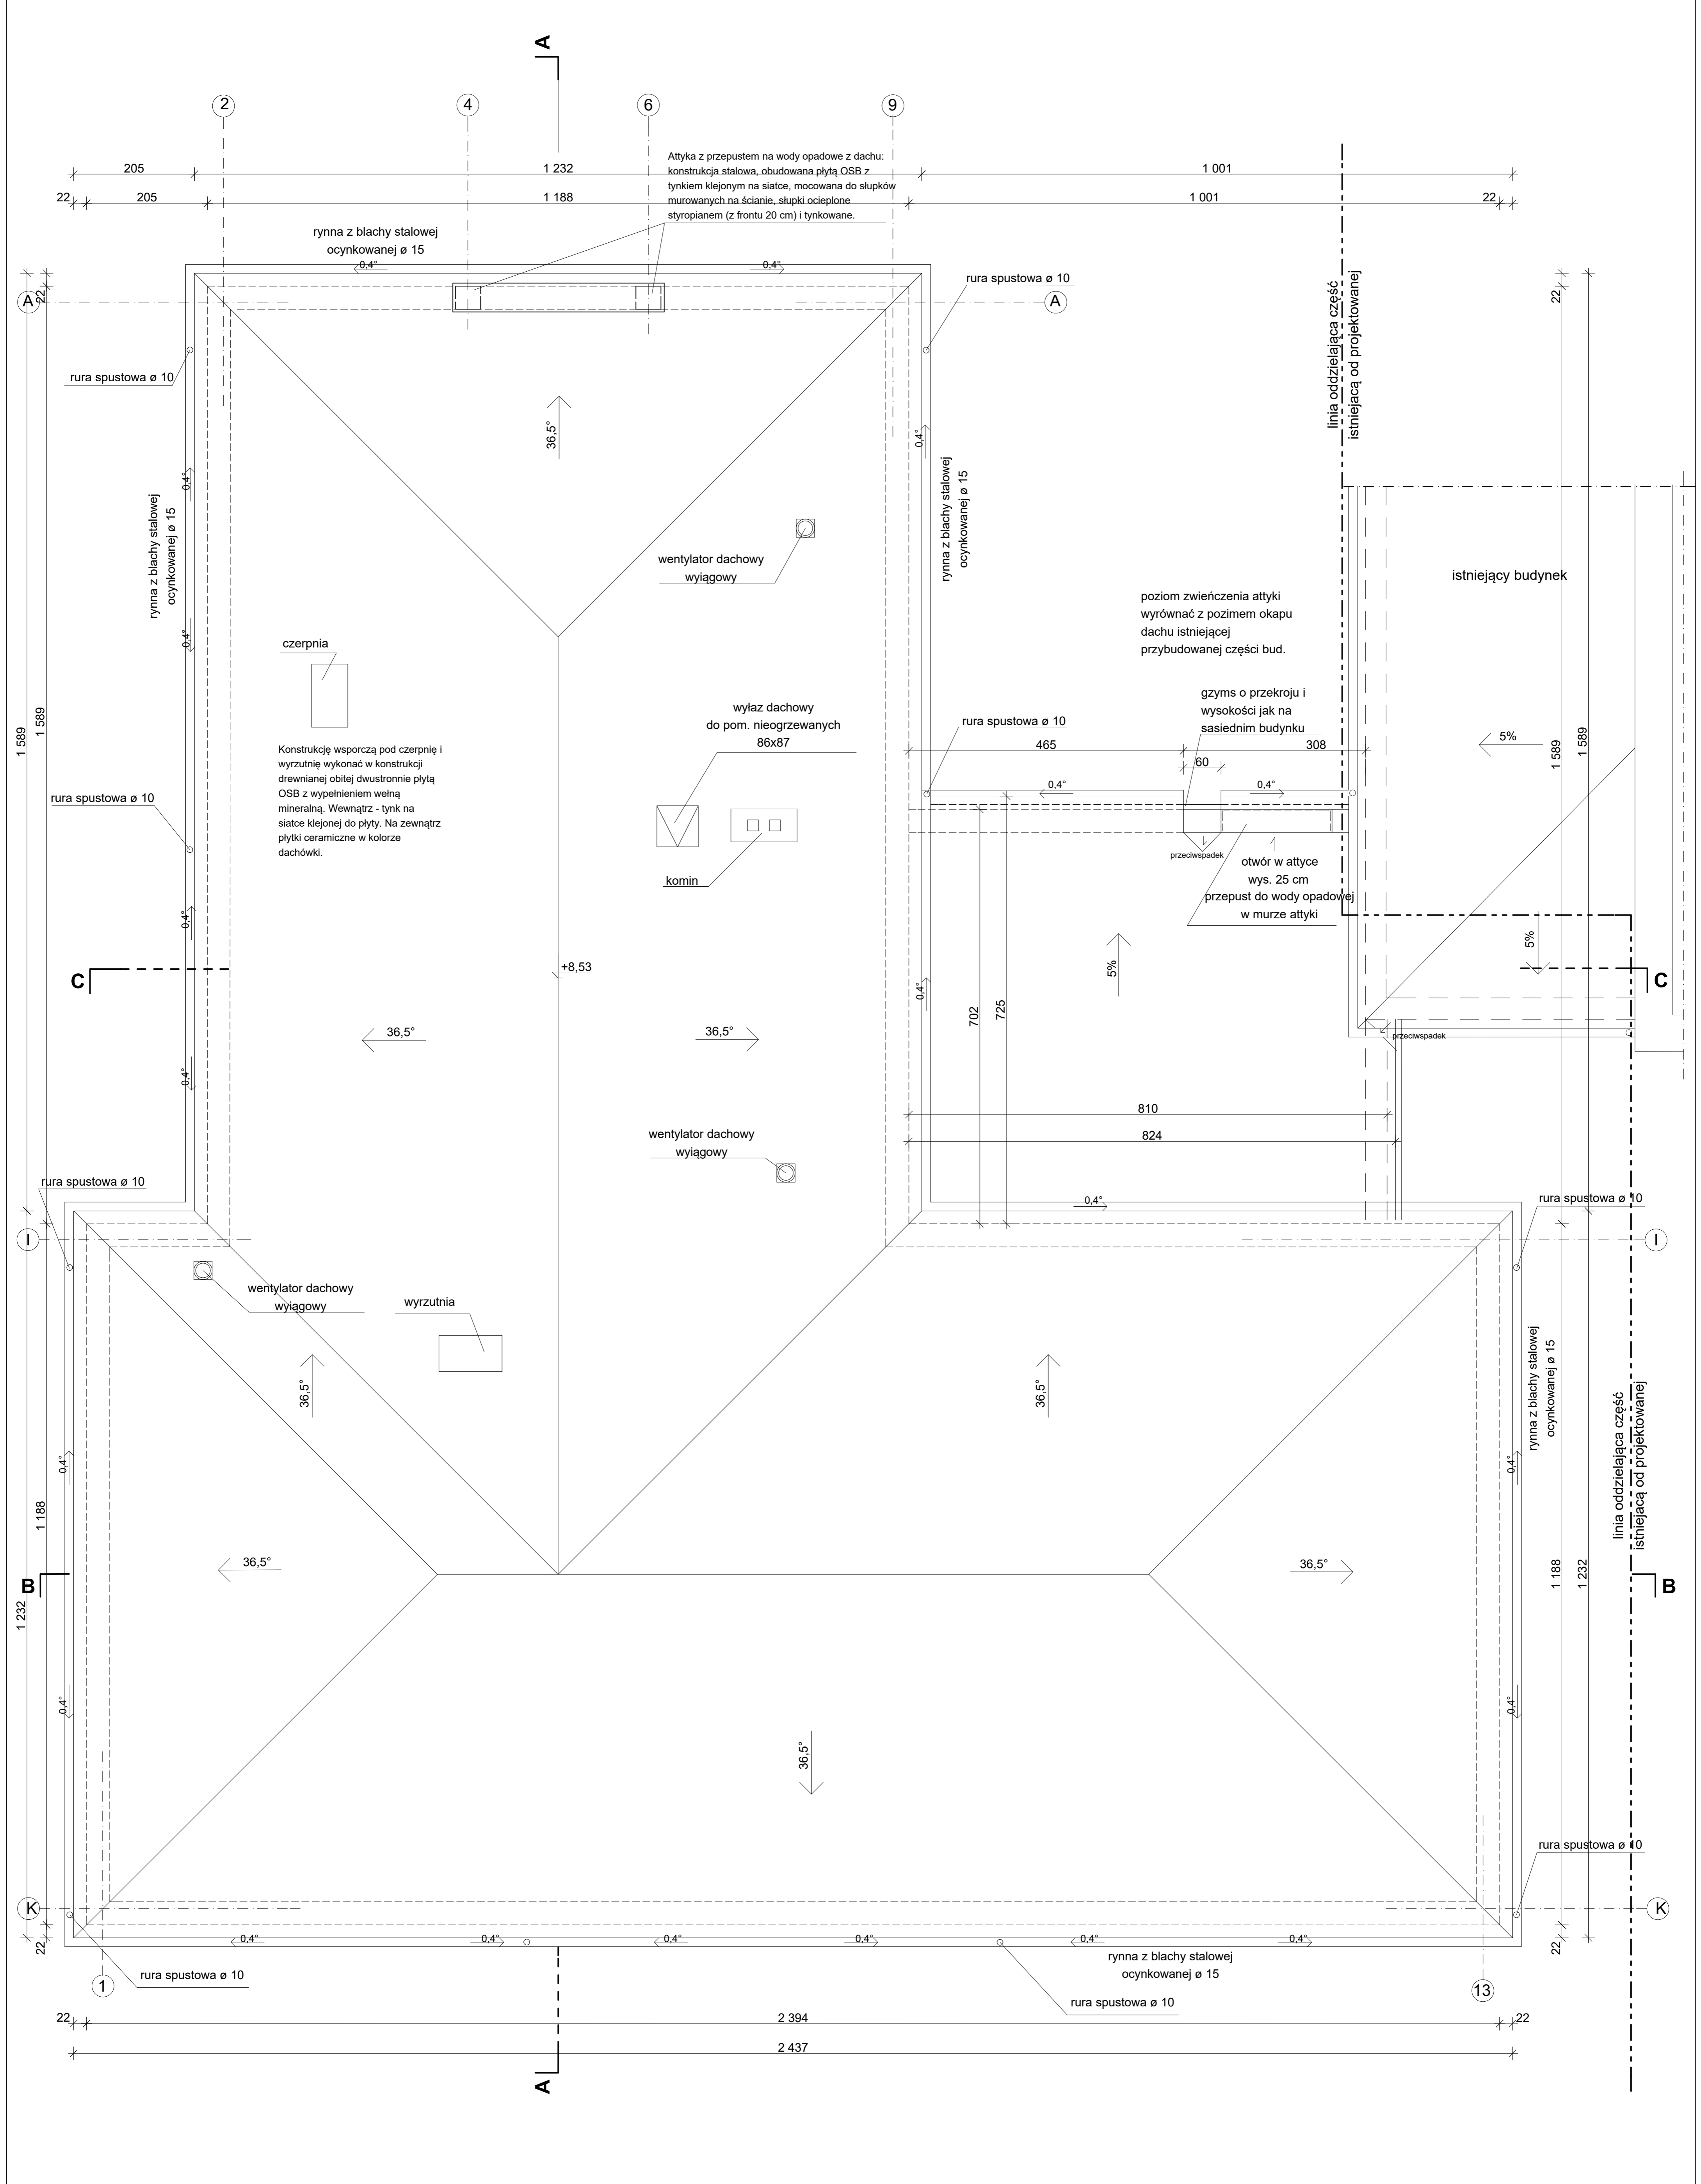 A
2
4
6
9
205
1 232
1 001
22
205
1 188
1 001
22
Attyka z przepustem na wody opadowe z dachu:
konstrukcja stalowa, obudowana płytą OSB z
tynkiem klejonym na siatce, mocowana do słupków
murowanych na ścianie, słupki ocieplone
styropianem (z frontu 20 cm) i tynkowane.
rynna z blachy stalowej
ocynkowanej ø 15
0,4°
0,4°
A
22
A
22
rura spustowa ø 10
linia oddzielająca część
istniejacą od projektowanej
rura spustowa ø 10
36,5°
0,4°
0,4°
rynna z blachy stalowej
ocynkowanej ø 15
rynna z blachy stalowej
ocynkowanej ø 15
wentylator dachowy
wyiągowy
istniejący budynek
poziom zwieńczenia attyki
wyrównać z pozimem okapu
dachu istniejącej
przybudowanej części bud.
0,4°
czerpnia
gzyms o przekroju i
wysokości jak na
sasiednim budynku
wyłaz dachowy
do pom. nieogrzewanych
86x87
rura spustowa ø 10
1 589
1 589
465
308
5%
1 589
1 589
60
Konstrukcję wsporczą pod czerpnię i
wyrzutnię wykonać w konstrukcji
drewnianej obitej dwustronnie płytą
OSB z wypełnieniem wełną
mineralną. Wewnątrz - tynk na
siatce klejonej do płyty. Na zewnątrz
płytki ceramiczne w kolorze
dachówki.
rura spustowa ø 10
0,4°
0,4°
przeciwspadek
otwór w attyce
wys. 25 cm
przepust do wody opadowej
w murze attyki
komin
0,4°
5%
5%
C
+8,53
C
0,4°
702
725
36,5°
36,5°
przeciwspadek
0,4°
810
824
wentylator dachowy
wyiągowy
rura spustowa ø 10
0,4°
rura spustowa ø 10
I
I
wentylator dachowy
wyiągowy
wyrzutnia
36,5°
36,5°
rynna z blachy stalowej
ocynkowanej ø 15
linia oddzielająca część
istniejacą od projektowanej
0,4°
0,4°
1 188
1 232
36,5°
36,5°
1 188
1 232
B
B
0,4°
0,4°
36,5°
rura spustowa ø 10
K
K
22
0,4°
0,4°
0,4°
0,4°
0,4°
0,4°
22
rynna z blachy stalowej
ocynkowanej ø 15
rura spustowa ø 10
1
13
rura spustowa ø 10
22
2 394
22
2 437
A